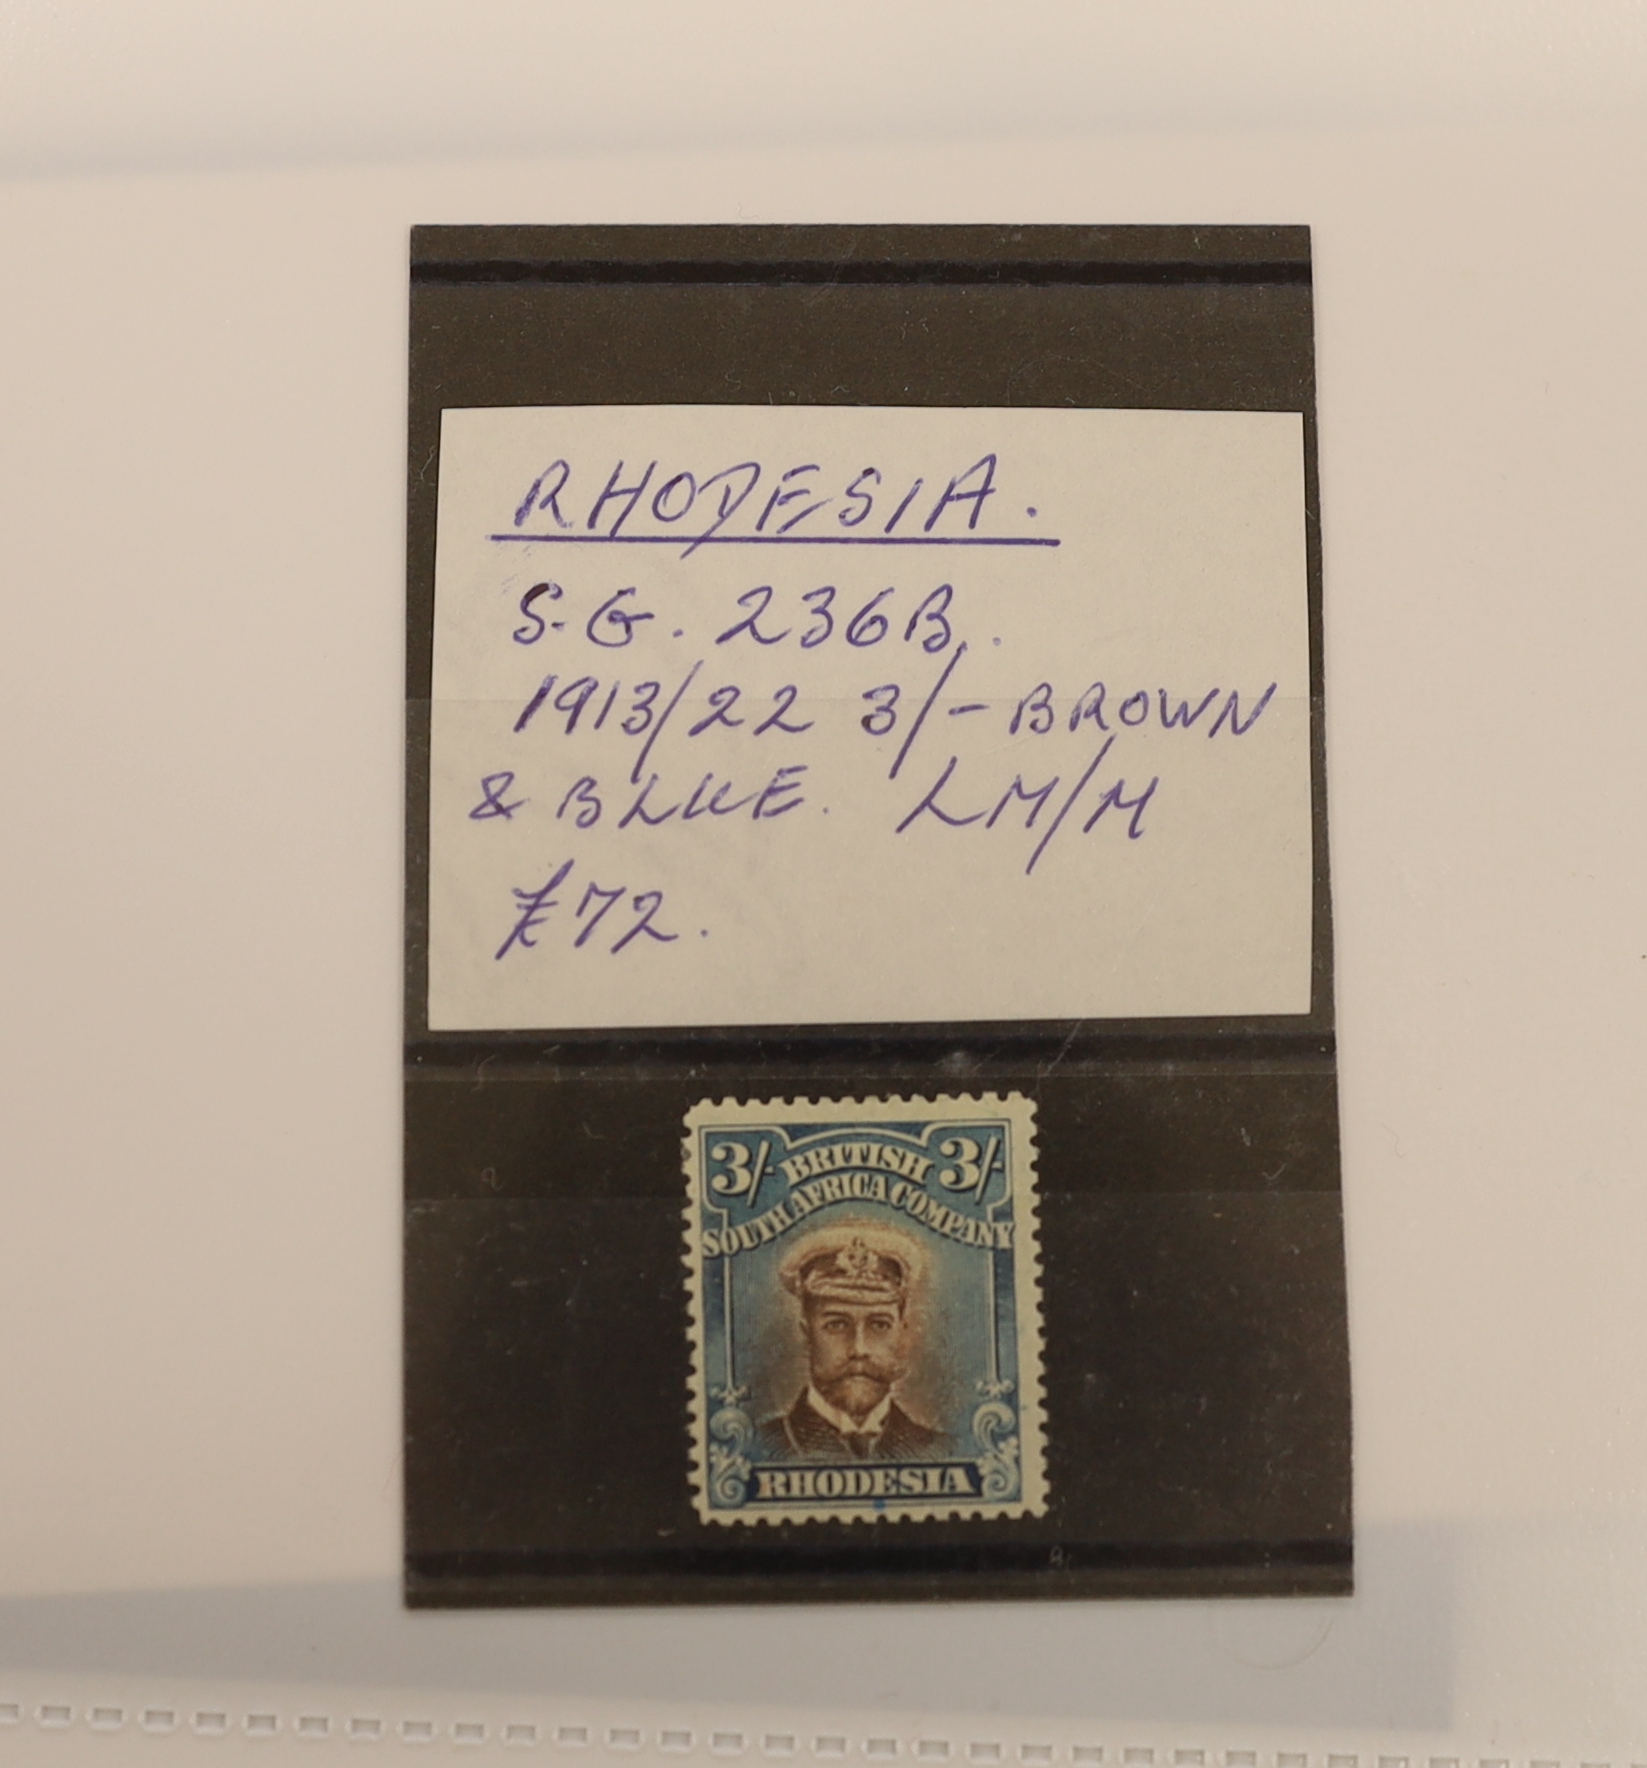 RHODESIA.
S.G. 236B.
1913/22 3/- BROWN
& BLUE. LM/M
£72.
3/- BRITISH 3/-
SOUTH AFRICA COMPANY
RHODESIA